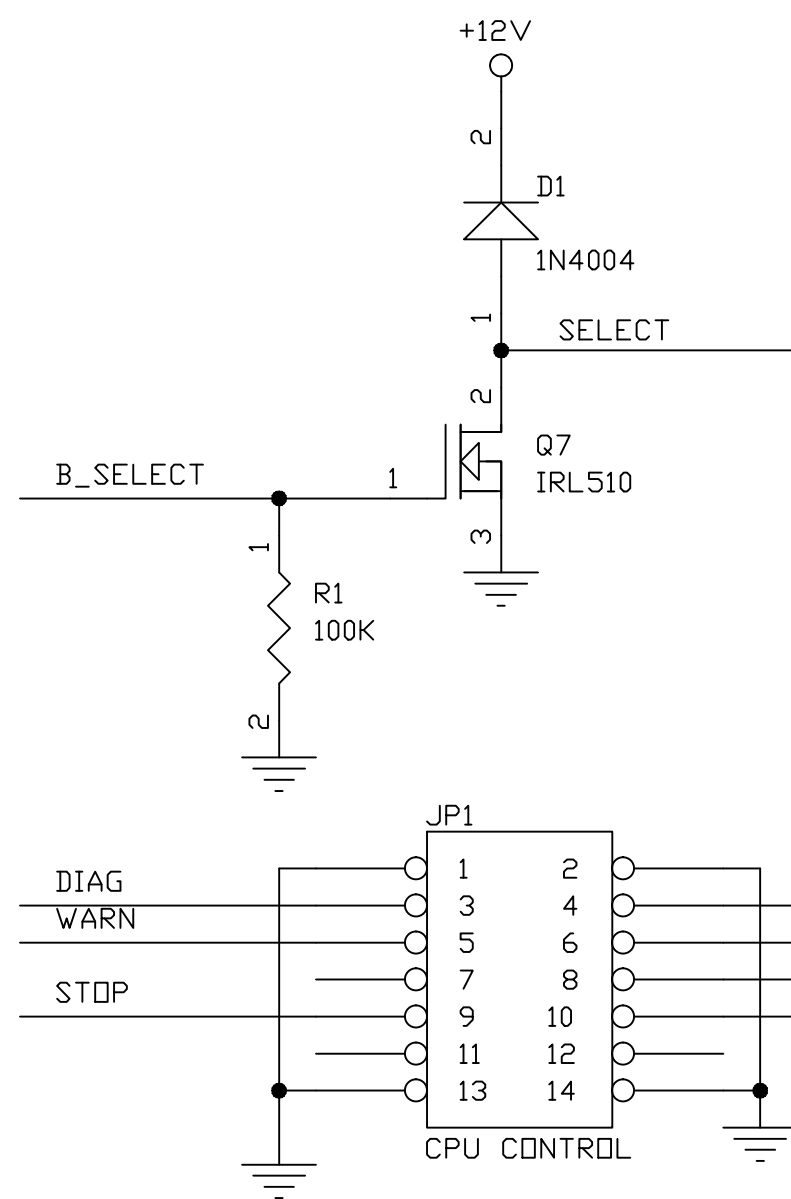 +12V
2
D1
1N4004
1
SELECT
2
Q7
IRL510
B_SELECT
1
3
1
R1
100K
2
JP1
DIAG
WARN
STOP
1 2
3 4
5 6
7 8
9 10
11 12
13 14
CPU CONTROL